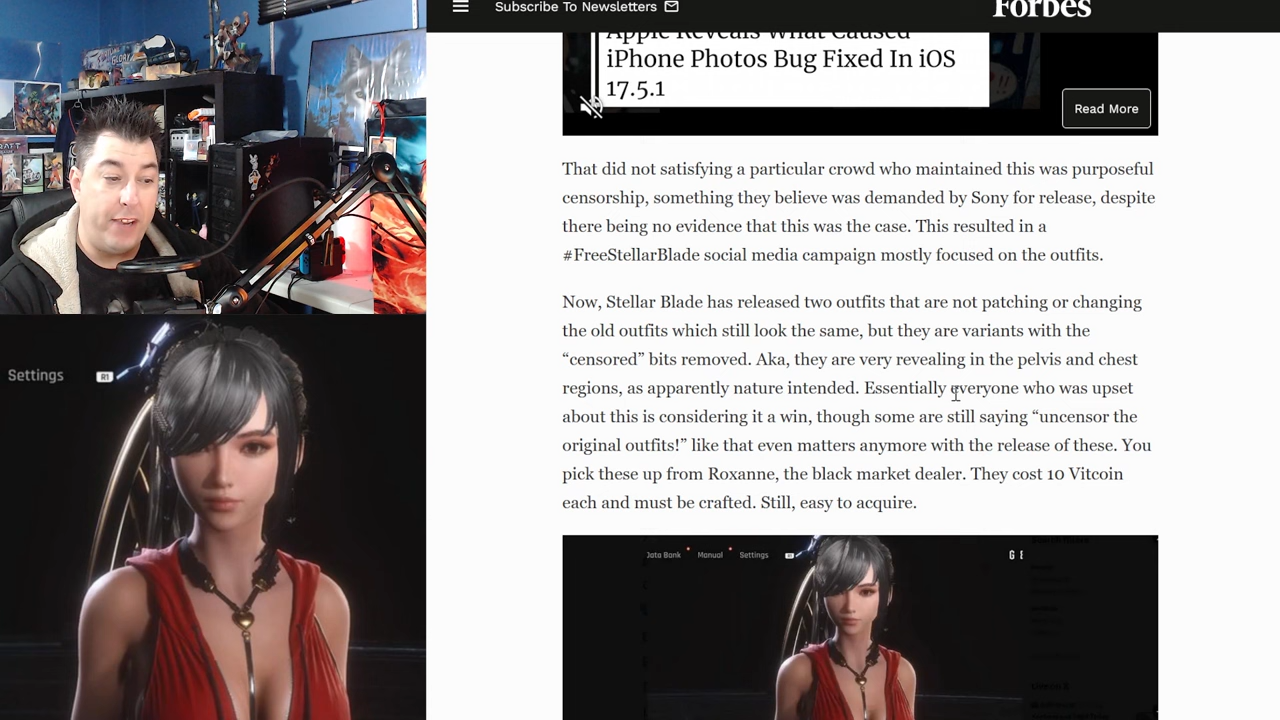 Subscribe To Newsletters
Forbes
Apple Reveals What Caused
iPhone Photos Bug Fixed In iOS
17.5.1
Read More
That did not satisfying a particular crowd who maintained this was purposeful
censorship, something they believe was demanded by Sony for release, despite
there being no evidence that this was the case. This resulted in a
#FreeStellarBlade social media campaign mostly focused on the outfits.
Now, Stellar Blade has released two outfits that are not patching or changing
the old outfits which still look the same, but they are variants with the
“censored” bits removed. Aka, they are very revealing in the pelvis and chest
regions, as apparently nature intended. Essentially everyone who was upset
about this is considering it a win, though some are still saying “uncensor the
original outfits!” like that even matters anymore with the release of these. You
pick these up from Roxanne, the black market dealer. They cost 10 Vitcoin
each and must be crafted. Still, easy to acquire.
Settings R1
Data Bank Manual Settings
GLORY